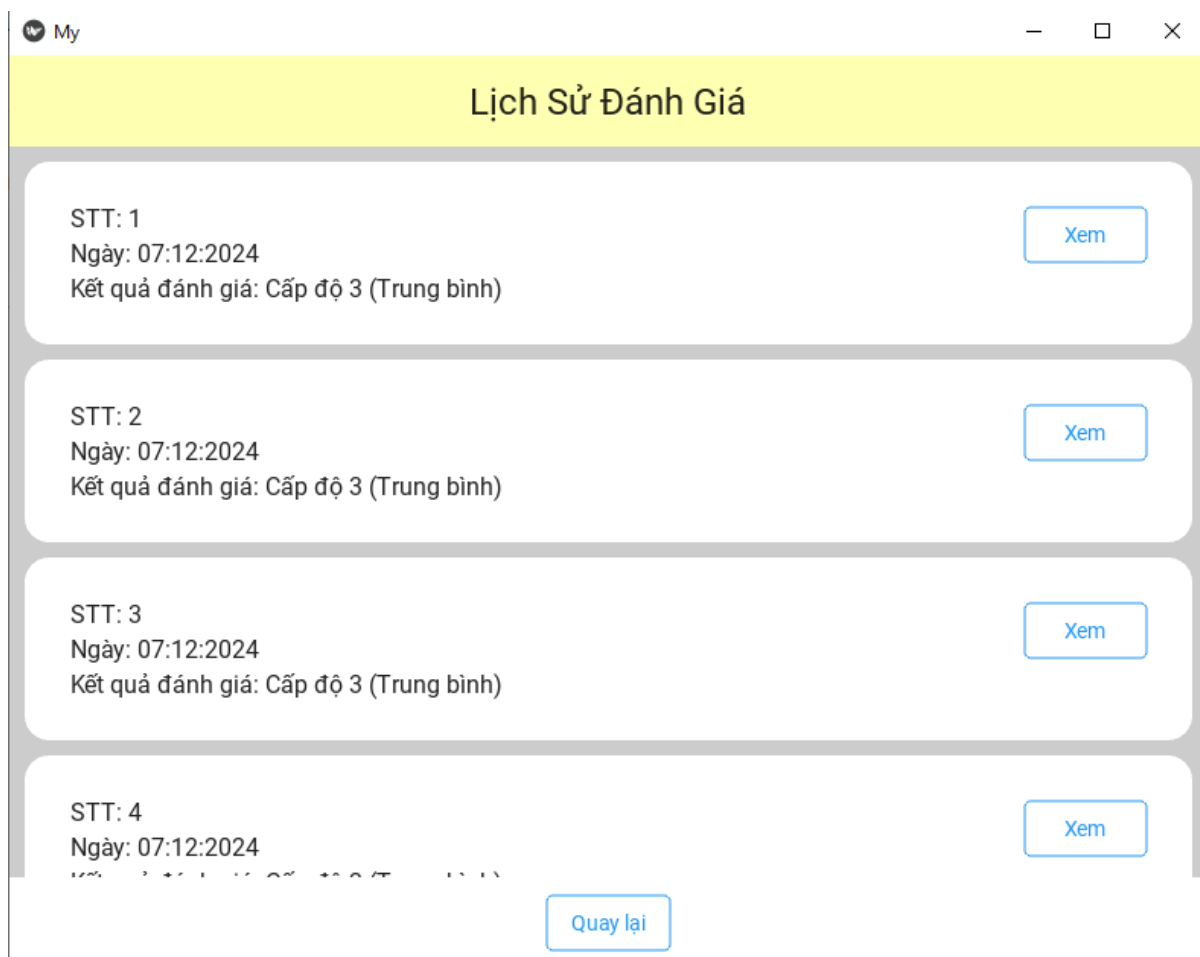 My
Lịch Sử Đánh Giá
STT: 1
Xem
Ngày: 07:12:2024
Kết quả đánh giá: Cấp độ 3 (Trung bình)
STT: 2
Xem
Ngày: 07:12:2024
Kết quả đánh giá: Cấp độ 3 (Trung bình)
STT: 3
Xem
Ngày: 07:12:2024
Kết quả đánh giá: Cấp độ 3 (Trung bình)
STT: 4
Xem
Ngày: 07:12:2024
Quay lại